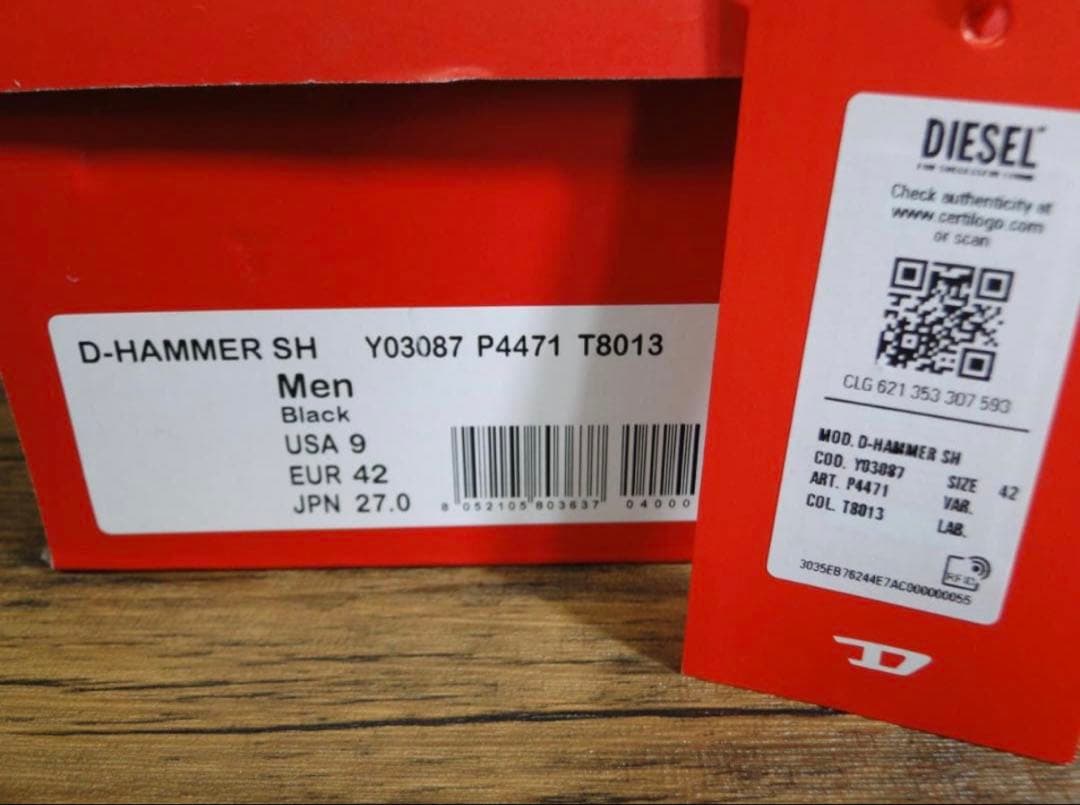 D-HAMMER SH Y03087 P4471 T8013
Men
Black
USA 9
EUR 42
JPN 27.0
8 052105 803637 04000
DIESEL
Check authenticity at
www.certilogo.com
or scan
CLG 621 353 307 593
MOD. D-HAMMER SH
COD. Y03087 SIZE 42
ART. P4471 VAR.
COL. T8013 LAB.
RFID
3035EB76244E7AC000000055
D